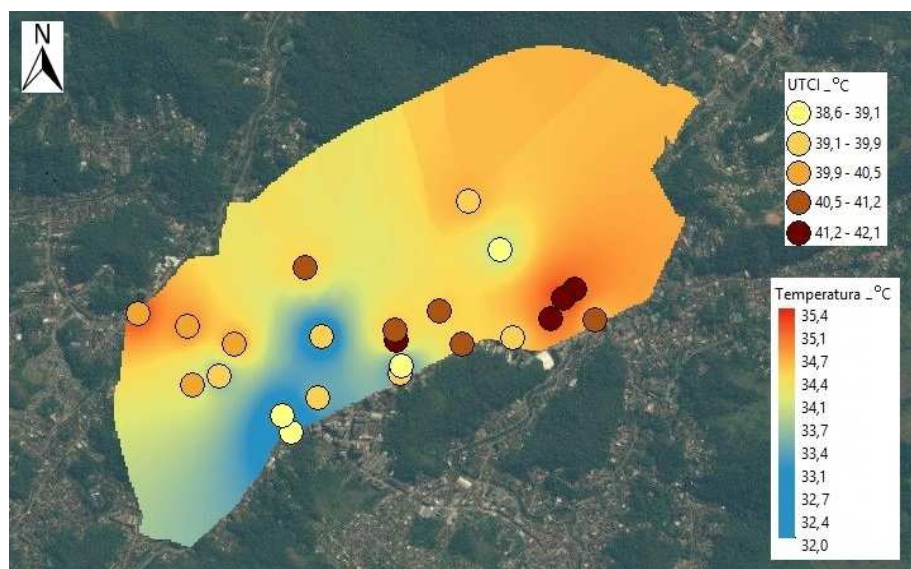 N
UTCI _ °C
38,6 - 39,1
39,1 - 39,9
39,9 - 40,5
40,5 - 41,2
41,2 - 42,1
Temperatura _ °C
35,4
34,7
34,4
34,1
33,7
33,4
33,1
32,7
32,4
32,0